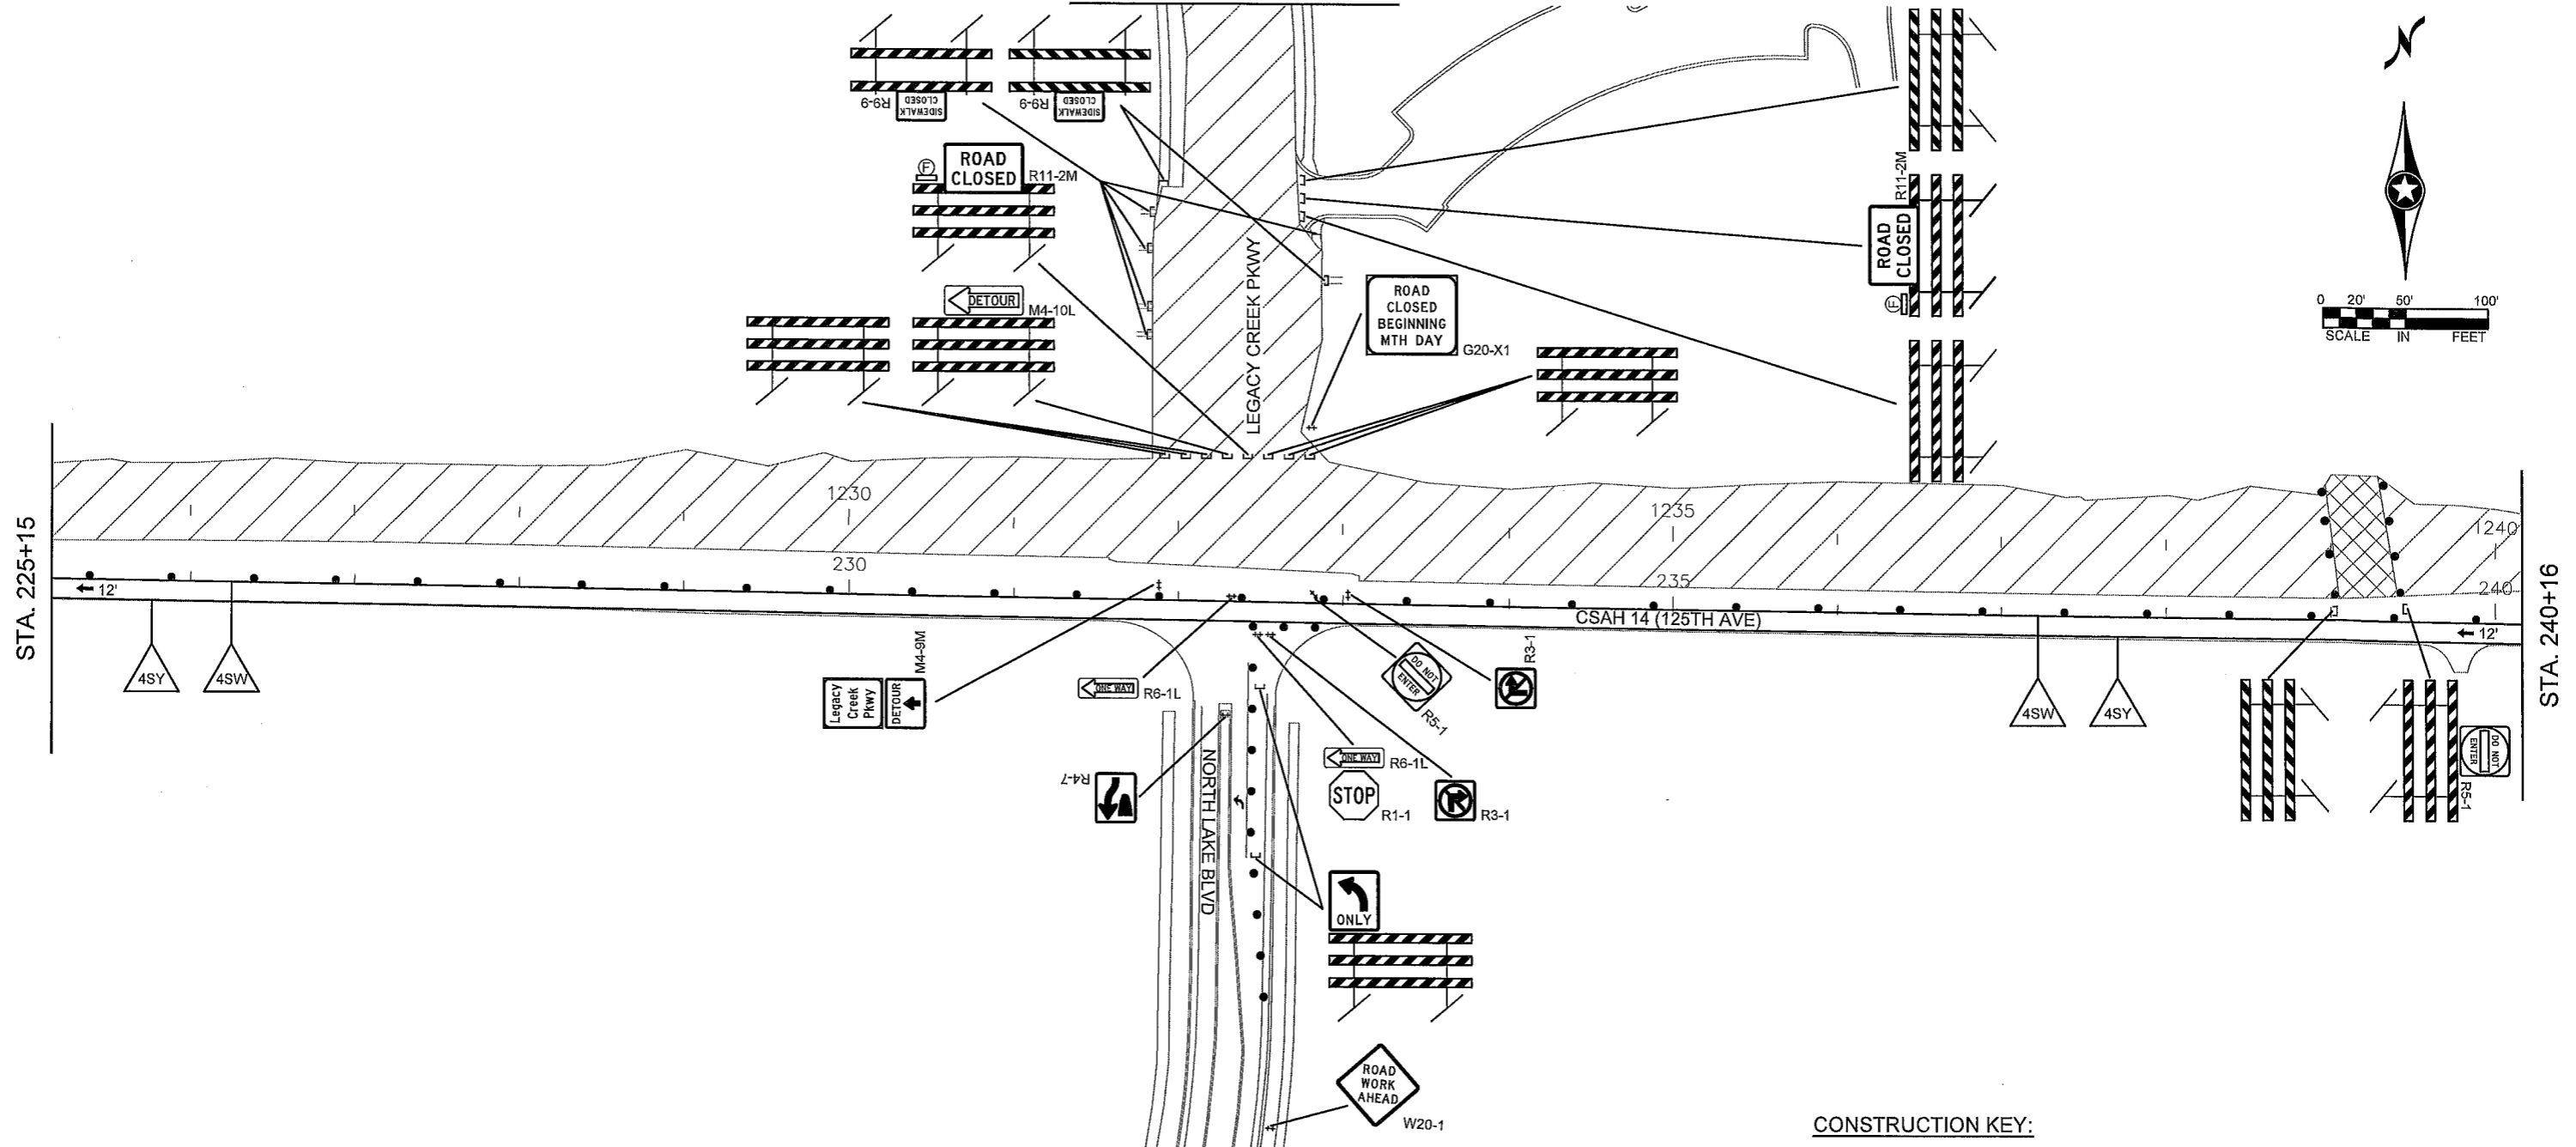 R9-9
SIDEWALK
CLOSED
R9-9
SIDEWALK
CLOSED
N
F
ROAD
CLOSED
R11-2M
R11-2M
ROAD
CLOSED
F
DETOUR
M4-10L
LEGACY CREEK PKWY
ROAD
CLOSED
BEGINNING
MTH DAY
G20-X1
0 20' 50' 100'
SCALE IN FEET
STA. 225+15
1230
1235
1240
230
235
240
12'
CSAH 14 (125TH AVE)
12'
STA. 240+16
4SY
4SW
Legacy
Creek
Pkwy
DETOUR
M4-9M
ONE WAY
R6-1L
DO NOT
ENTER
R5-1
R3-1
4SW
4SY
DO NOT
ENTER
R5-1
R4-7
NORTH LAKE BLVD
ONE WAY
R6-1L
STOP
R1-1
R3-1
ONLY
ROAD
WORK
AHEAD
W20-1
CONSTRUCTION KEY: